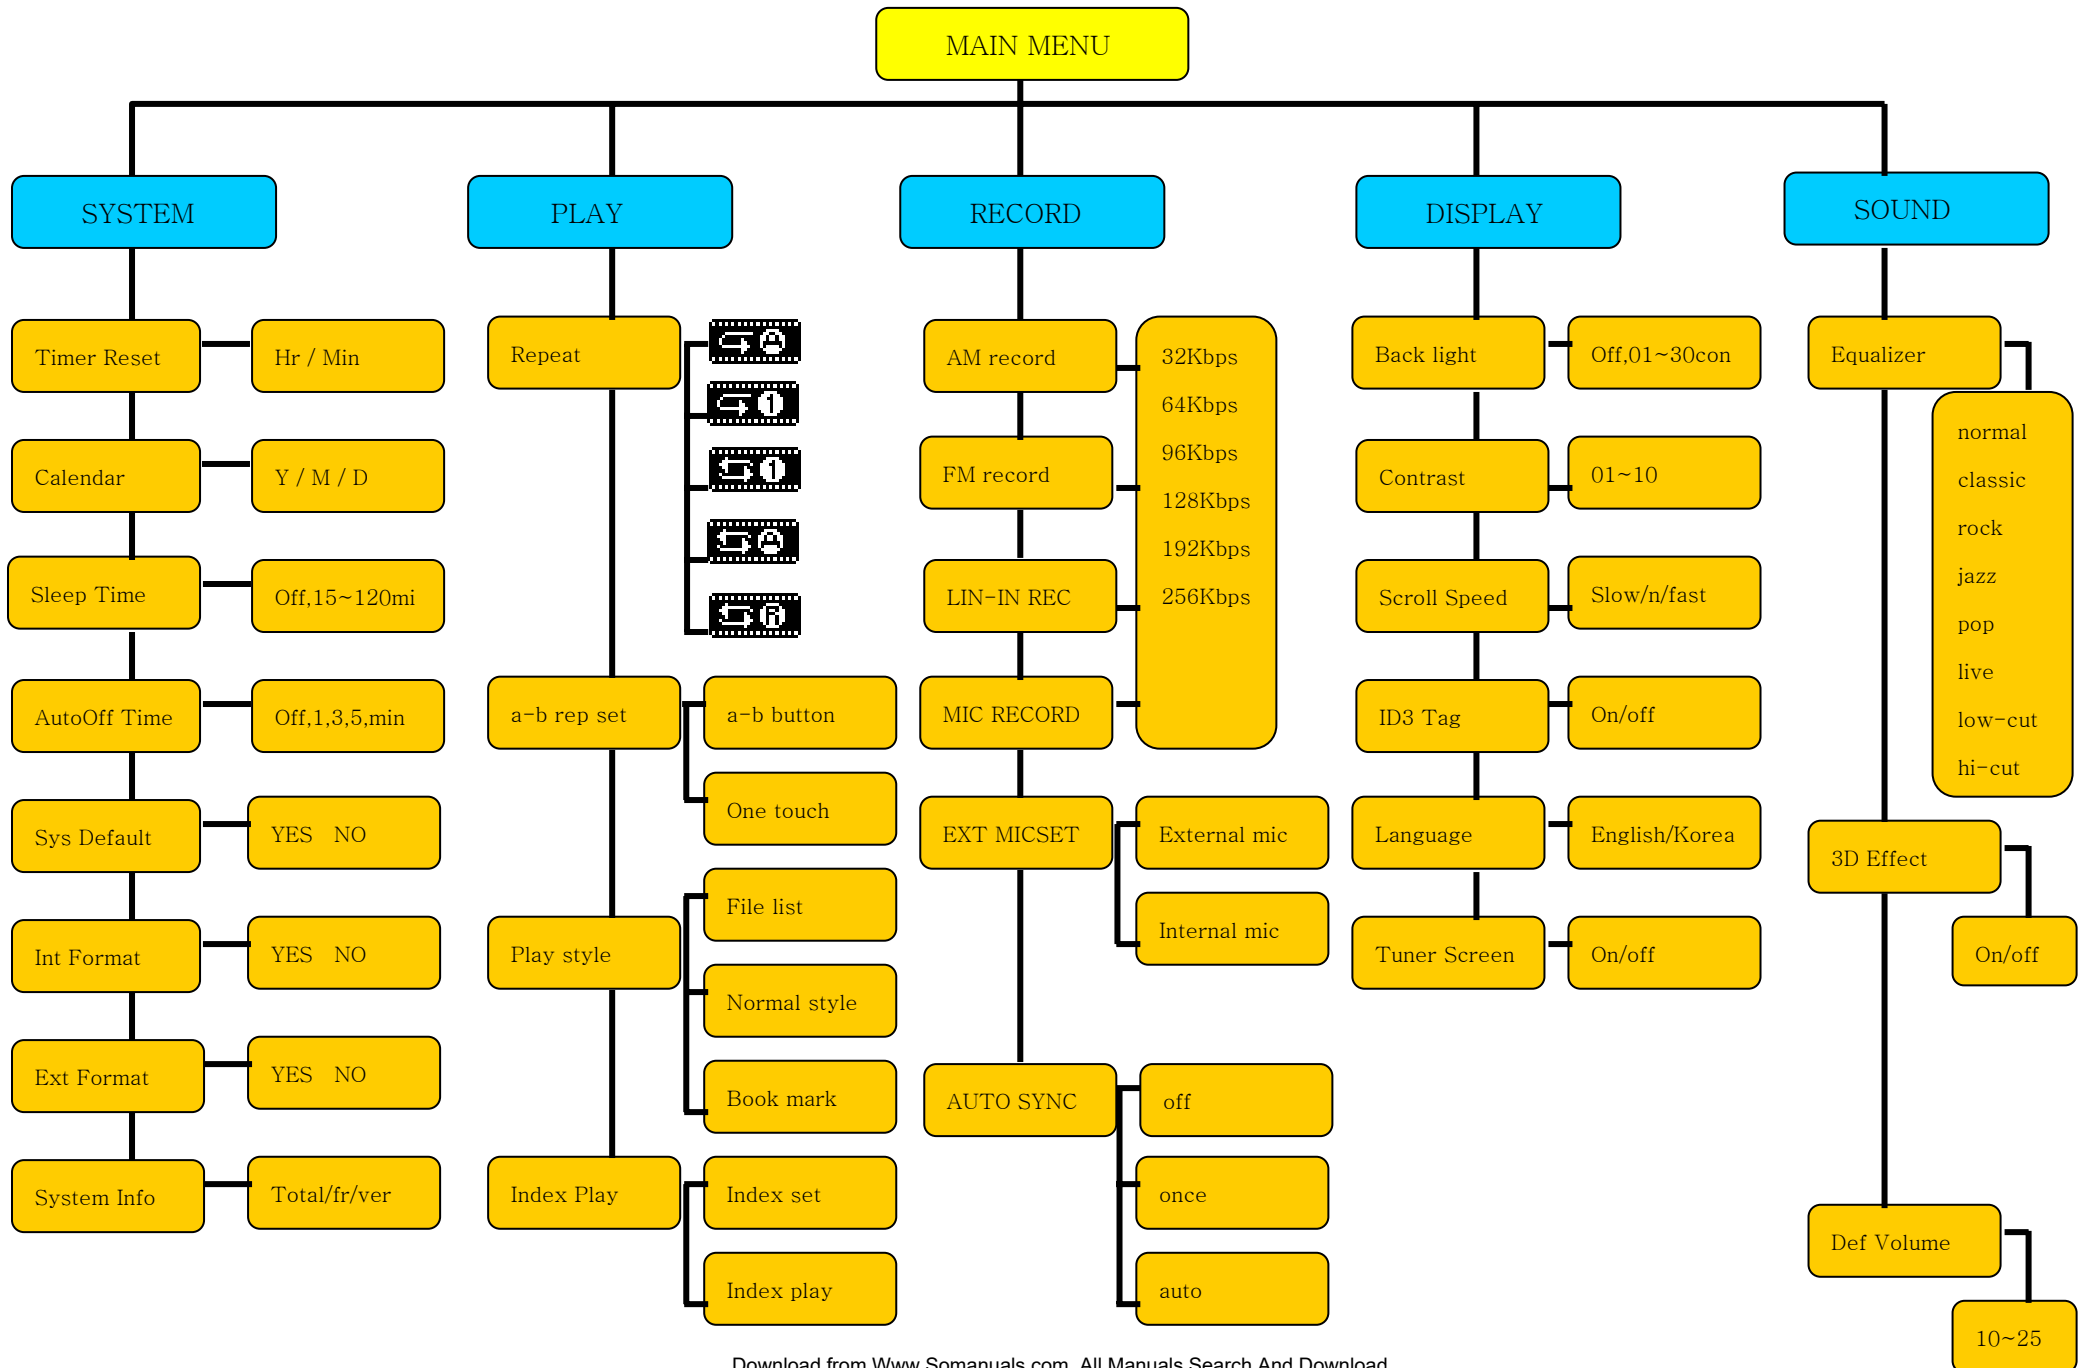 MAIN MENU
SYSTEM
PLAY
RECORD
DISPLAY
SOUND
Timer Reset
Hr / Min
Calendar
Y / M / D
Sleep Time
Off,15~120mi
AutoOff Time
Off,1,3,5,min
Sys Default
YES NO
Int Format
YES NO
Ext Format
YES NO
System Info
Total/fr/ver
Repeat
A
1
1
A
R
a-b rep set
a-b button
One touch
Play style
File list
Normal style
Book mark
Index Play
Index set
Index play
AM record
FM record
LIN-IN REC
MIC RECORD
32Kbps
64Kbps
96Kbps
128Kbps
192Kbps
256Kbps
EXT MICSET
External mic
Internal mic
AUTO SYNC
off
once
auto
Back light
Off,01~30con
Contrast
01~10
Scroll Speed
Slow/n/fast
ID3 Tag
On/off
Language
English/Korea
Tuner Screen
On/off
Equalizer
normal
classic
rock
jazz
pop
live
low-cut
hi-cut
3D Effect
On/off
Def Volume
10~25
Download from Www.Somanuals.com. All Manuals Search And Download.